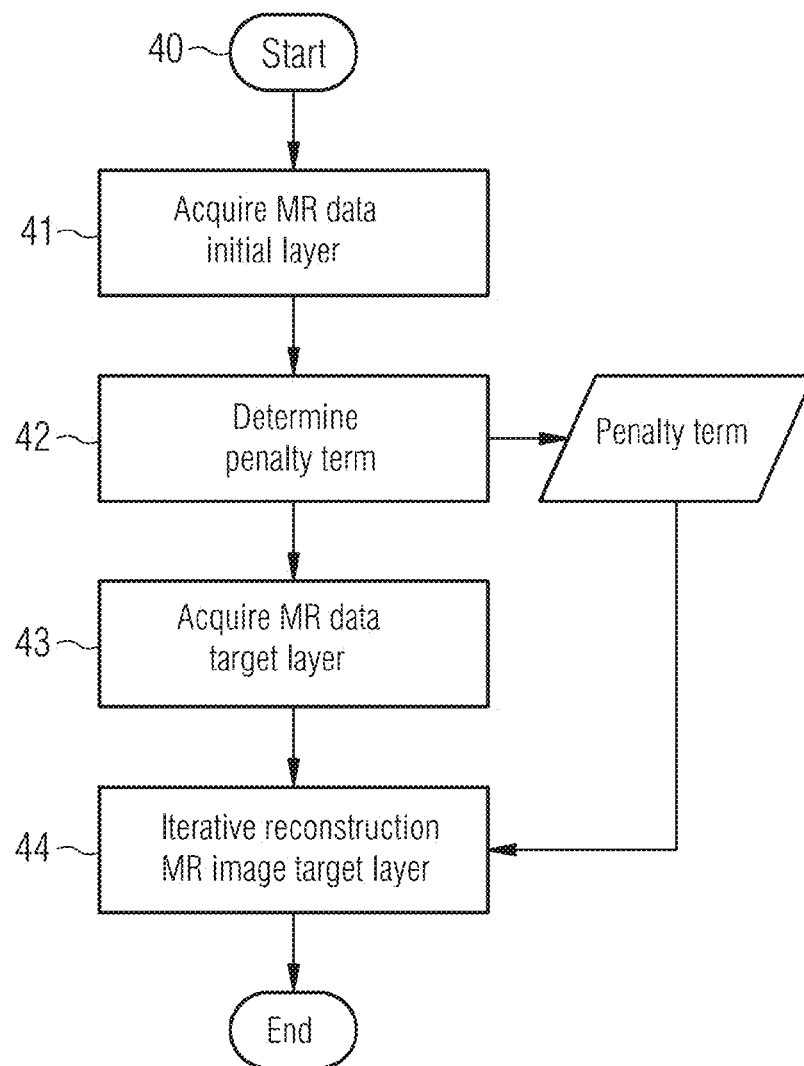 40
Start
41
Acquire MR data
initial layer
42
Determine
penalty term
Penalty term
43
Acquire MR data
target layer
44
Iterative reconstruction
MR image target layer
End